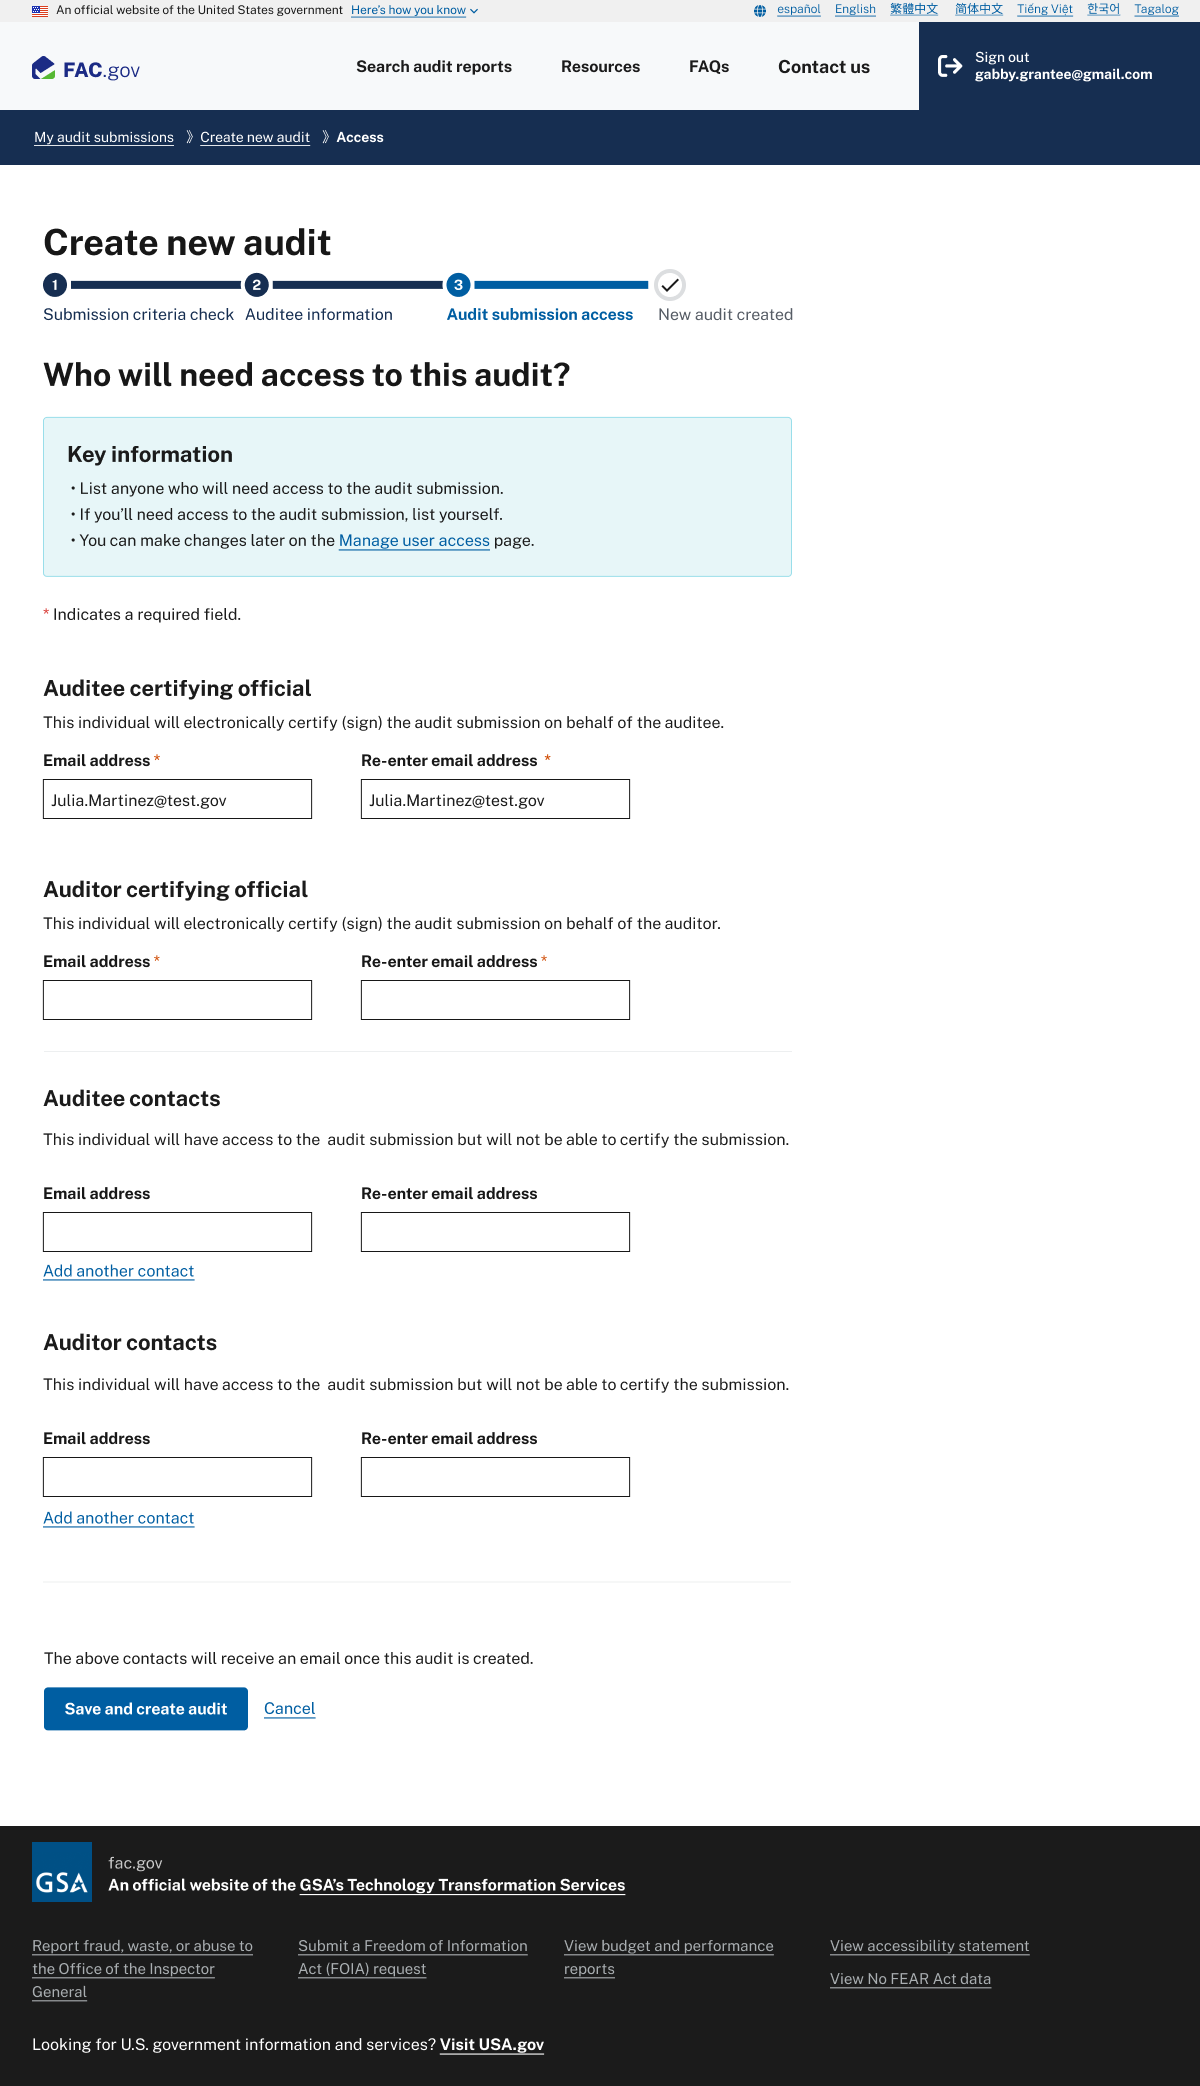 An official website of the United States government Here's how you know
español English 繁體中文 简体中文 Tiếng Việt 한국어 Tagalog
FAC.gov
Search audit reports Resources FAQs Contact us
Sign out
gabby.grantee@gmail.com
My audit submissions 》 Create new audit 》 Access
Create new audit
1 2 3
Submission criteria check Auditee information Audit submission access New audit created
Who will need access to this audit?
Key information
• List anyone who will need access to the audit submission.
• If you’ll need access to the audit submission, list yourself.
• You can make changes later on the Manage user access page.
* Indicates a required field.
Auditee certifying official
This individual will electronically certify (sign) the audit submission on behalf of the auditee.
Email address * Re-enter email address *
Julia.Martinez@test.gov Julia.Martinez@test.gov
Auditor certifying official
This individual will electronically certify (sign) the audit submission on behalf of the auditor.
Email address * Re-enter email address *
Auditee contacts
This individual will have access to the audit submission but will not be able to certify the submission.
Email address Re-enter email address
Add another contact
Auditor contacts
This individual will have access to the audit submission but will not be able to certify the submission.
Email address Re-enter email address
Add another contact
The above contacts will receive an email once this audit is created.
Save and create audit Cancel
GSA
fac.gov
An official website of the GSA’s Technology Transformation Services
Report fraud, waste, or abuse to
the Office of the Inspector
General
Submit a Freedom of Information
Act (FOIA) request
View budget and performance
reports
View accessibility statement
View No FEAR Act data
Looking for U.S. government information and services? Visit USA.gov